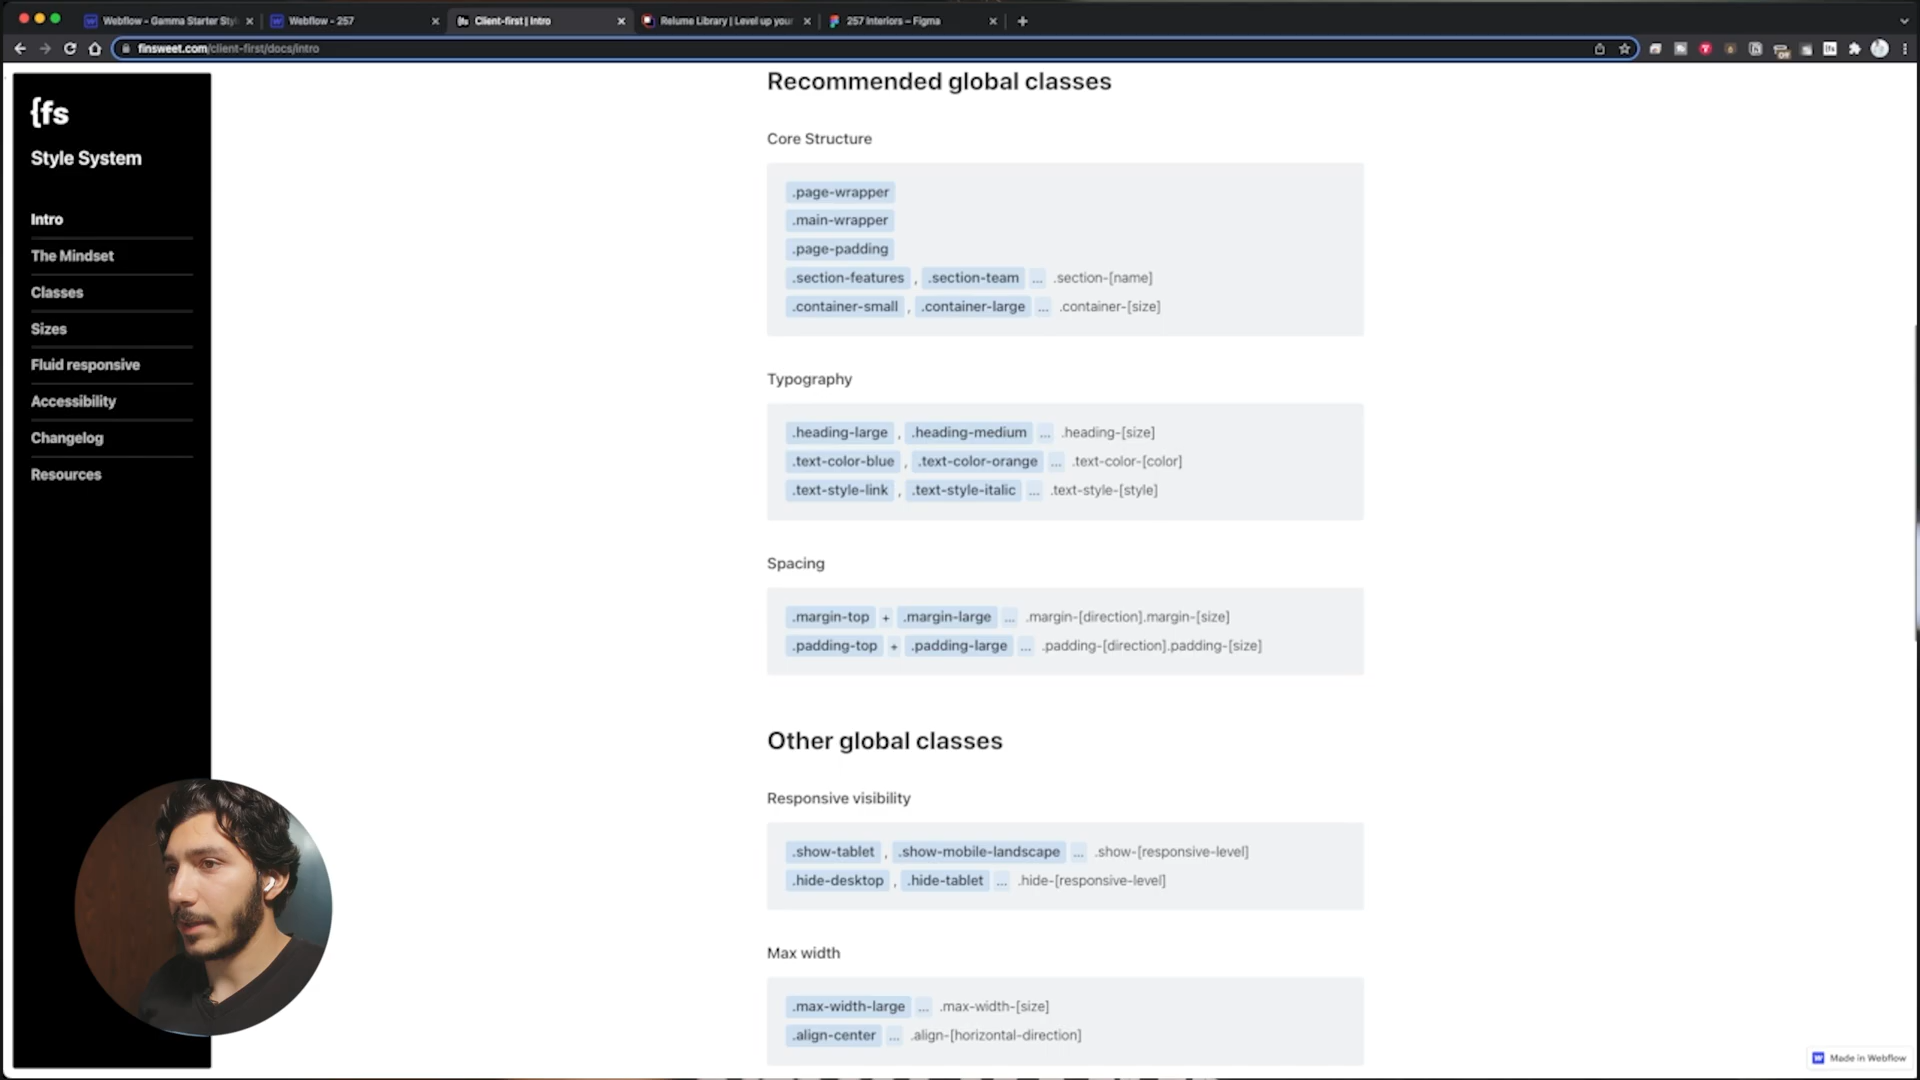 Webflow - Gamma Starter Styl
Webflow - 257
Client-first | Intro
Relume Library | Level up your
257 Interiors – Figma
finsweet.com/client-first/docs/intro
{fs
Style System
Intro
The Mindset
Classes
Sizes
Fluid responsive
Accessibility
Changelog
Resources
Recommended global classes
Core Structure
.page-wrapper
.main-wrapper
.page-padding
.section-features , .section-team ... .section-[name]
.container-small , .container-large ... .container-[size]
Typography
.heading-large , .heading-medium ... .heading-[size]
.text-color-blue , .text-color-orange ... .text-color-[color]
.text-style-link , .text-style-italic ... .text-style-[style]
Spacing
.margin-top + .margin-large ... .margin-[direction].margin-[size]
.padding-top + .padding-large ... .padding-[direction].padding-[size]
Other global classes
Responsive visibility
.show-tablet , .show-mobile-landscape ... .show-[responsive-level]
.hide-desktop , .hide-tablet ... .hide-[responsive-level]
Max width
.max-width-large ... .max-width-[size]
.align-center ... .align-[horizontal-direction]
Made in Webflow